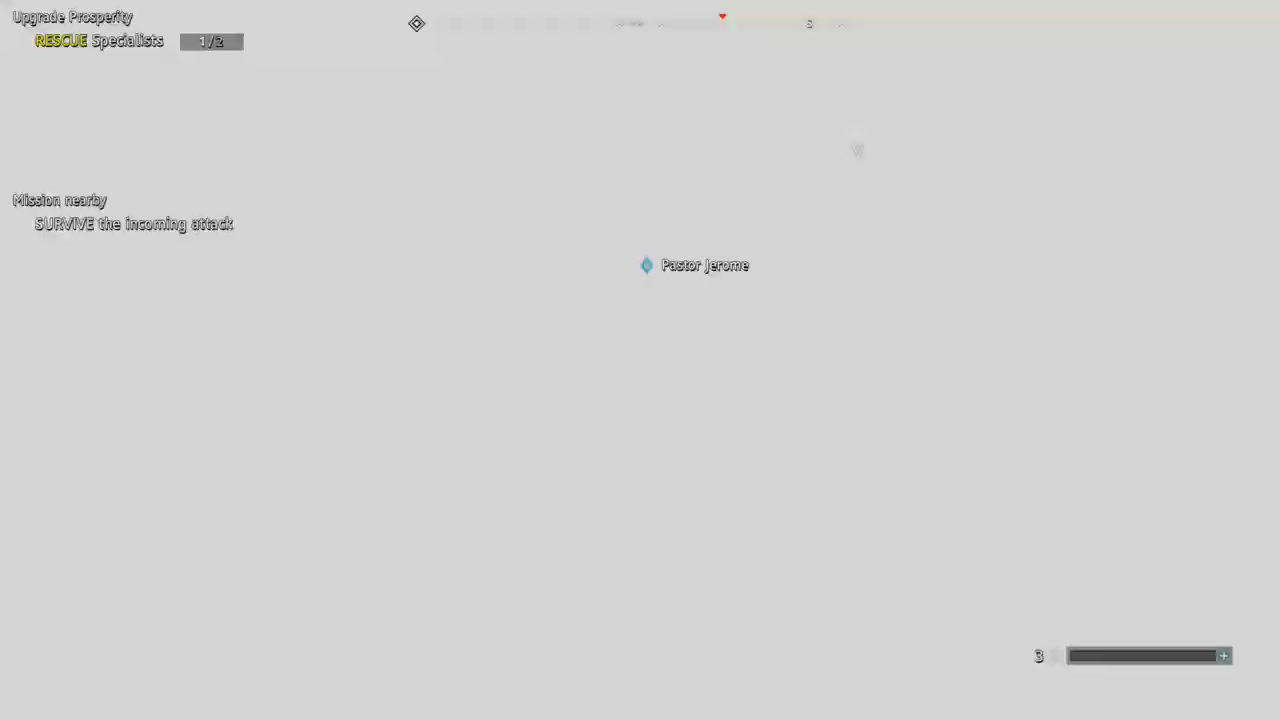 Upgrade Prosperity
RESCUE Specialists 1/2
S
W
Mission nearby
SURVIVE the incoming attack
Pastor Jerome
3